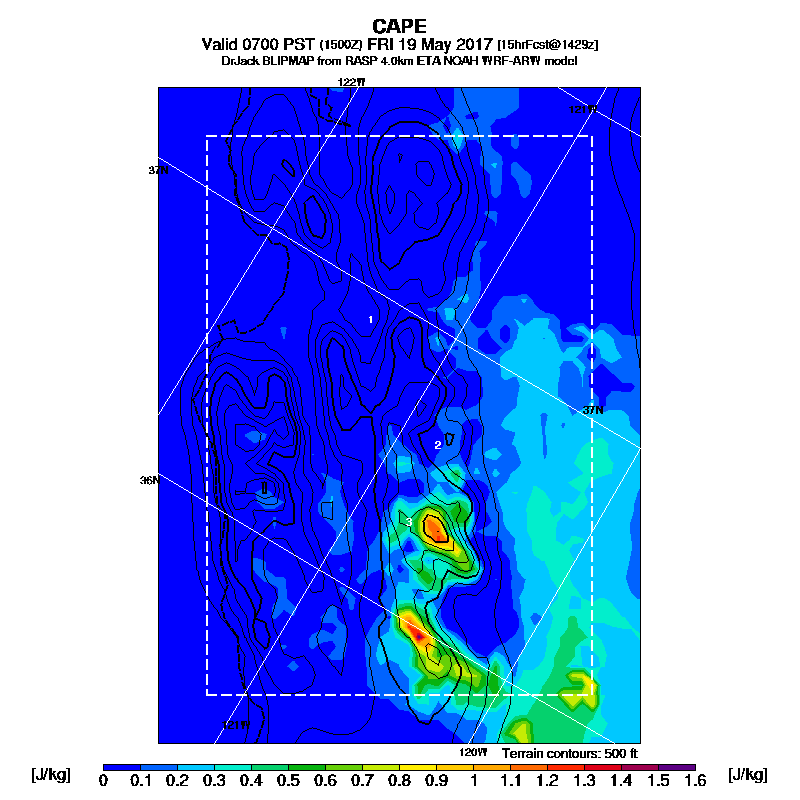 CAPE
Valid 0700 PST (1500Z) FRI 19 May 2017 [15hrFcst@1429z]
DrJack BLIPMAP from RASP 4.0km ETA NOAH WRF-ARW model
122W
121W
37N
1
37N
2
36N
3
121W
120W
Terrain contours: 500 ft
[J/kg] [J/kg]
0 0.1 0.2 0.3 0.4 0.5 0.6 0.7 0.8 0.9 1 1.1 1.2 1.3 1.4 1.5 1.6